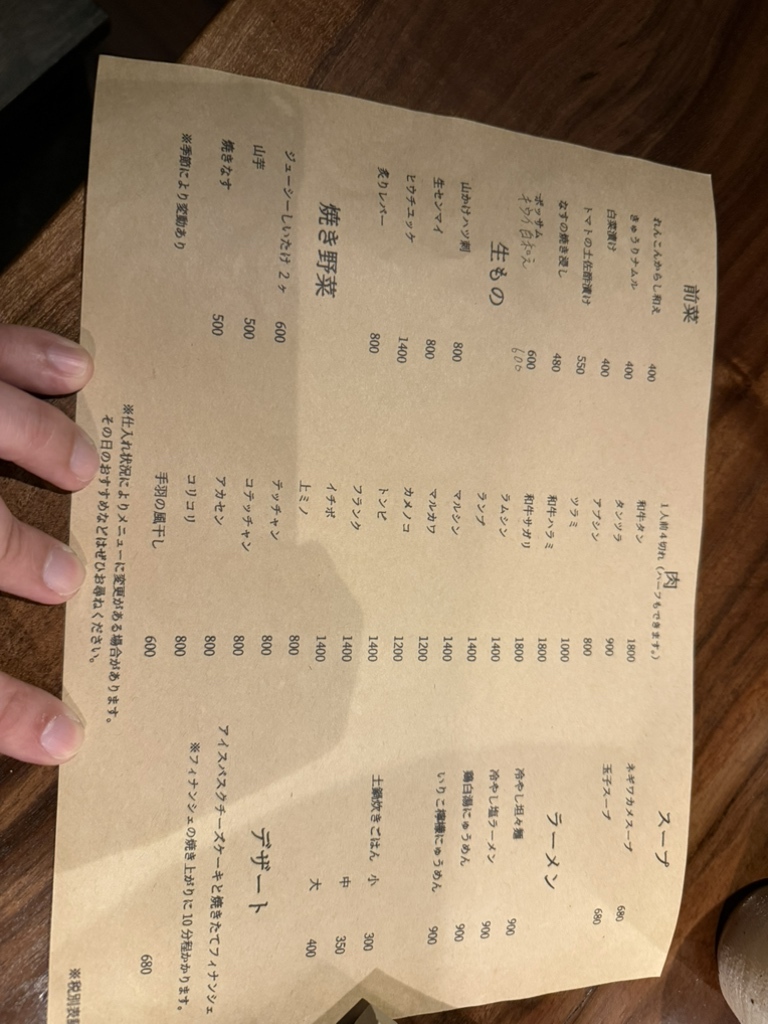 前菜
れんこんからし和え 400
きゅうりナムル 400
白菜漬け 400
トマトの土佐酢漬け 550
なすの焼き浸し 480
ポッサム 600
キウイ白和え 600
生もの
山かけハツ刺 800
生センマイ 800
ヒウチユッケ 1400
炙りレバー 800
焼き野菜
ジューシーしいたけ 2ヶ 600
山芋 500
焼きなす 500
※季節により変動あり
肉
1人前4切れ（ハーフもできます。）
和牛タン 1800
タンツラ 900
アブシン 800
ツラミ 1000
和牛ハラミ 1800
和牛サガリ 1800
ラムシン 1400
ランプ 1400
マルシン 1400
マルカワ 1200
カメノコ 1200
トンビ 1400
フランク 1400
イチボ 1400
上ミノ 800
テッチャン 800
コテッチャン 800
アカセン 800
コリコリ 800
手羽の風干し 600
※仕入れ状況によりメニューに変更がある場合があります。
その日のおすすめなどはぜひお尋ねください。
スープ
ネギワカメスープ 680
玉子スープ 680
ラーメン
冷やし坦々麺 900
冷やし塩ラーメン 900
鶏白湯にゅうめん 900
いりこ檸檬にゅうめん 900
土鍋炊きごはん 小 300
中 350
大 400
デザート
アイスバスクチーズケーキと焼きたてフィナンシェ
※フィナンシェの焼き上がりに10分程かかります。
680
※税別表